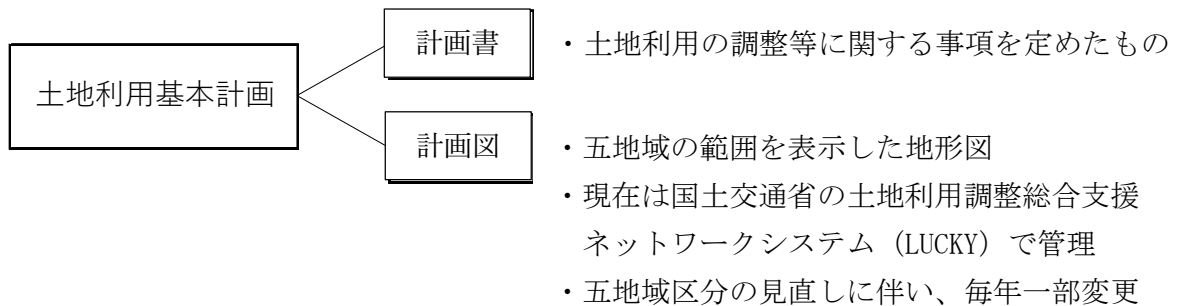 土地利用基本計画
計画書
・土地利用の調整等に関する事項を定めたもの
計画図
・五地域の範囲を表示した地形図
・現在は国土交通省の土地利用調整総合支援
ネットワークシステム（LUCKY）で管理
・五地域区分の見直しに伴い、毎年一部変更